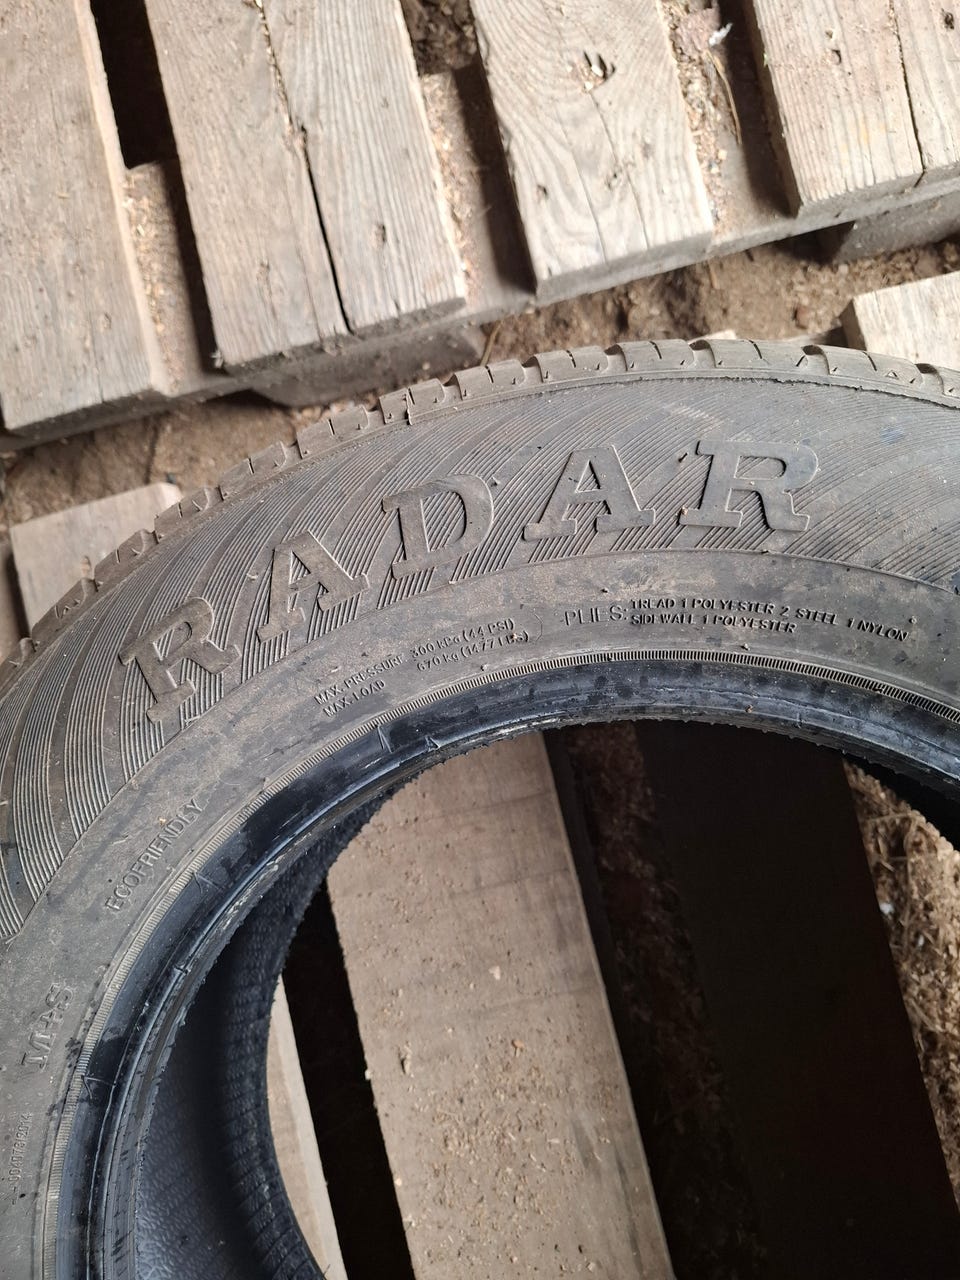 RADAR
MAX. PRESSURE 300 kPa (44 PSI)
MAX. LOAD 670 kg (1477 LBS)
PLIES: TREAD 1 POLYESTER 2 STEEL 1 NYLON
SIDEWALL 1 POLYESTER
ECOFRIENDLY
M+S